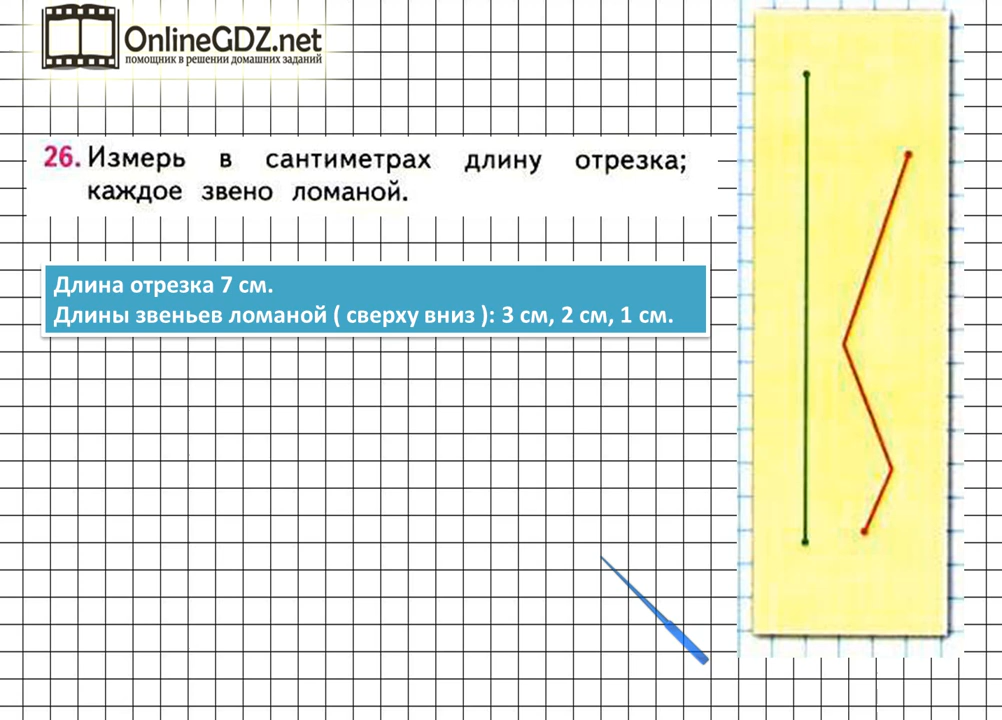 OnlineGDZ.net
помощник в решении домашних заданий
26. Измерь в сантиметрах длину отрезка;
каждое звено ломаной.
Длина отрезка 7 см.
Длины звеньев ломаной ( сверху вниз ): 3 см, 2 см, 1 см.